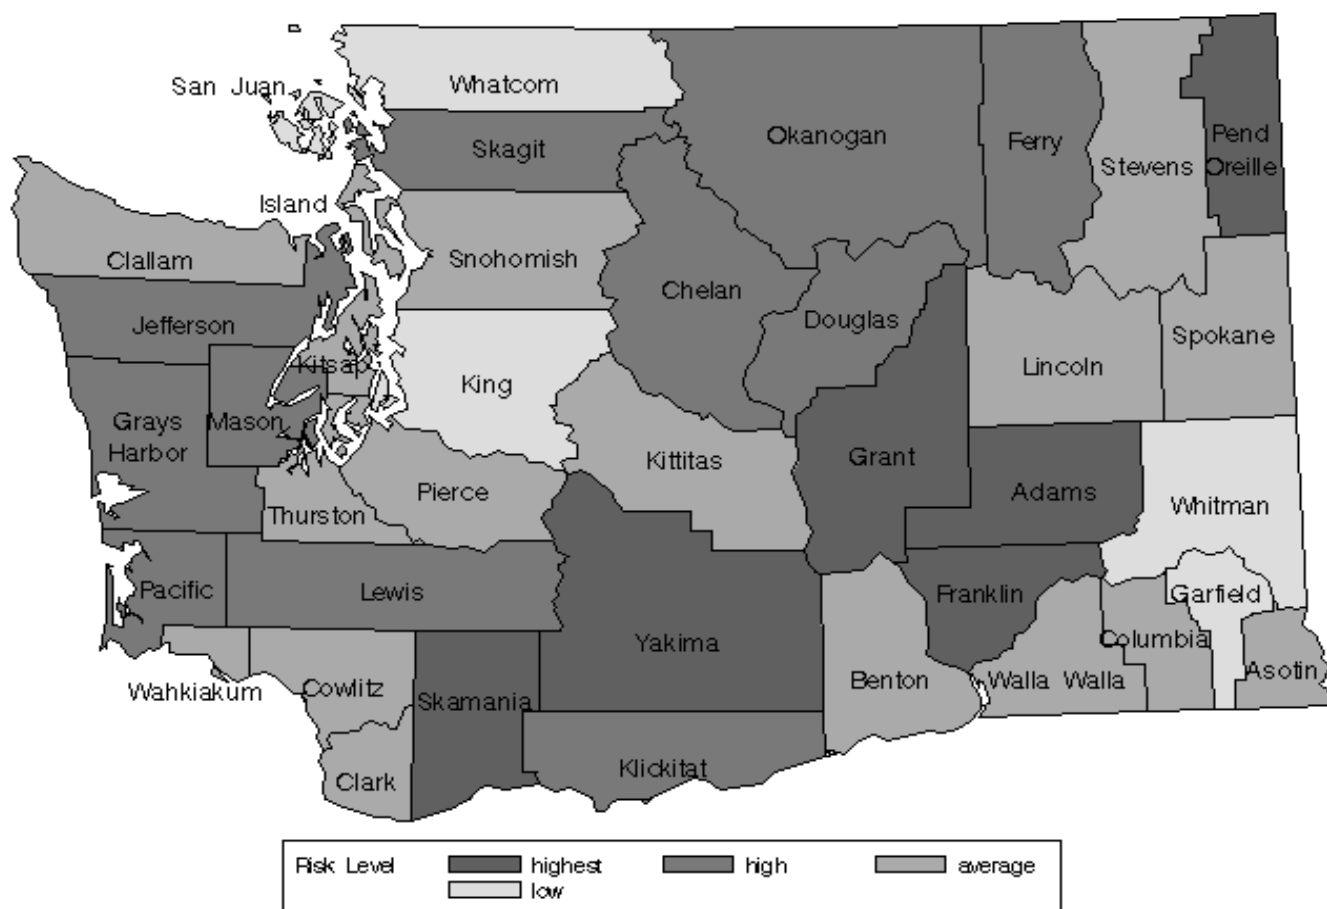 San Juan
Whatcom
Skagit
Okanogan
Ferry
Stevens
Pend
Oreille
Island
Clallam
Snohomish
Chelan
Jefferson
Douglas
Spokane
Kitsap
King
Lincoln
Grays
Harbor
Mason
Kittitas
Grant
Pierce
Adams
Thurston
Whitman
Pacific
Lewis
Franklin
Garfield
Yakima
Columbia
Wahkiakum
Cowlitz
Skamania
Benton
Walla Walla
Asotin
Clark
Klickitat
Risk Level highest high average
low